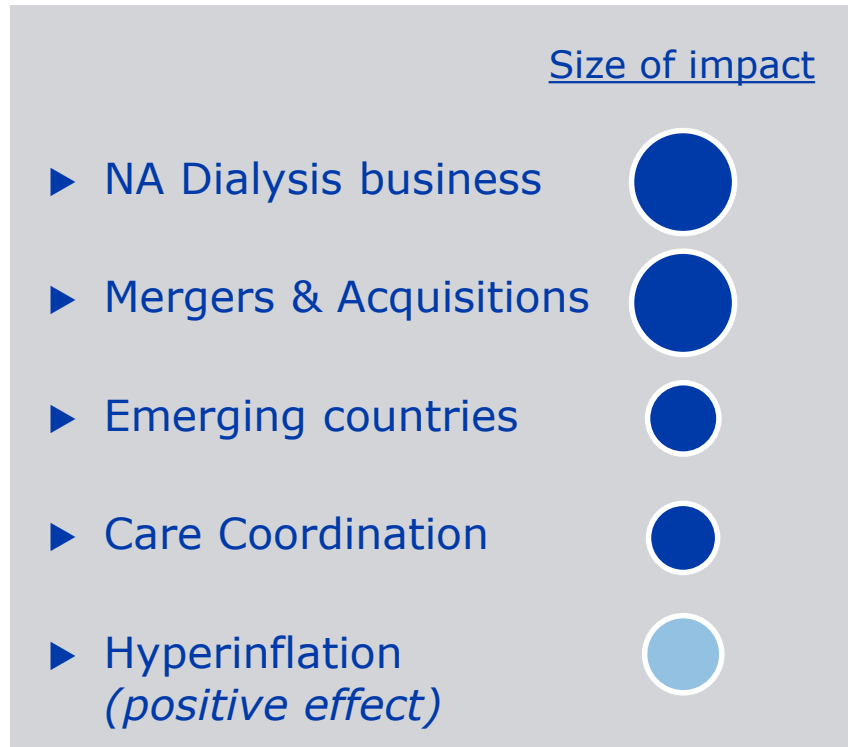 Size of impact
NA Dialysis business
Mergers & Acquisitions
Emerging countries
Care Coordination
Hyperinflation
(positive effect)